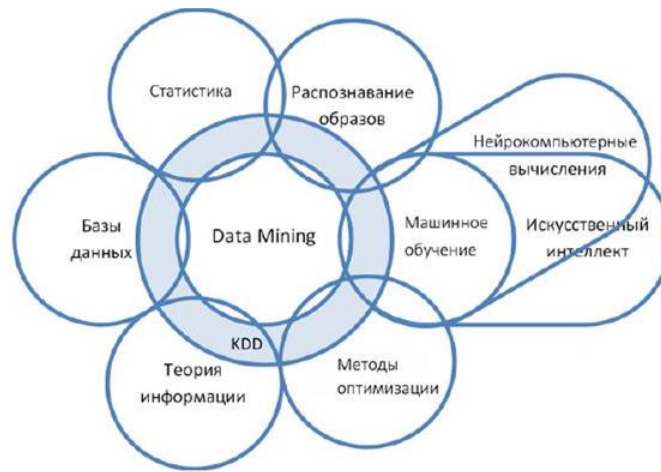 Статистика
Распознавание
образов
Нейрокомпьютерные
вычисления
Базы
данных
Data Mining
Машинное
обучение
Искусственный
интеллект
KDD
Теория
информации
Методы
оптимизации